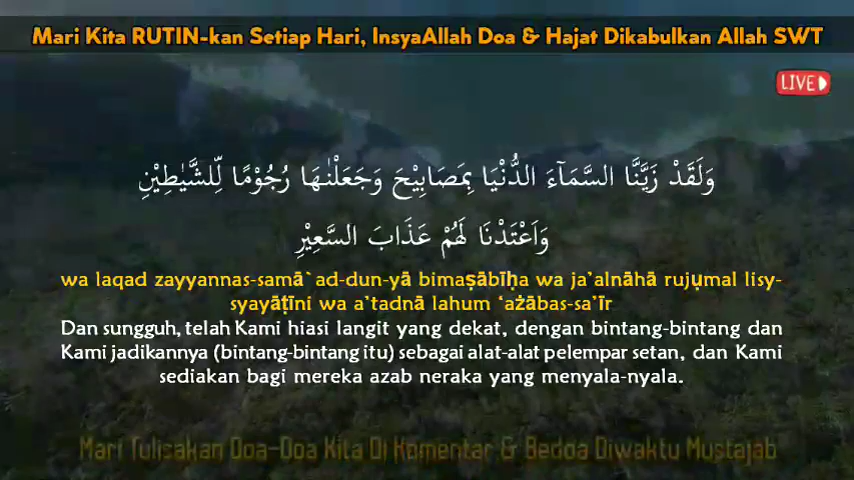 Mari Kita RUTIN-kan Setiap Hari, InsyaAllah Doa & Hajat Dikabulkan Allah SWT
LIVE
وَلَقَدْ زَيَّنَّا السَّمَاۤءَ الدُّنْيَا بِمَصَابِيْحَ وَجَعَلْنٰهَا رُجُوْمًا لِّلشَّيٰطِيْنِ
وَاَعْتَدْنَا لَهُمْ عَذَابَ السَّعِيْرِ
wa laqad zayyannas-samā`ad-dun-yā bimaṣābīḥa wa ja’alnāhā rujụmal lisy-
syayāṭīni wa a’tadnā lahum ‘ażābas-sa’īr
Dan sungguh, telah Kami hiasi langit yang dekat, dengan bintang-bintang dan
Kami jadikannya (bintang-bintang itu) sebagai alat-alat pelempar setan, dan Kami
sediakan bagi mereka azab neraka yang menyala-nyala.
Mari Tulisakan Doa-Doa Kita Di Komentar & Bedoa Diwaktu Mustajab